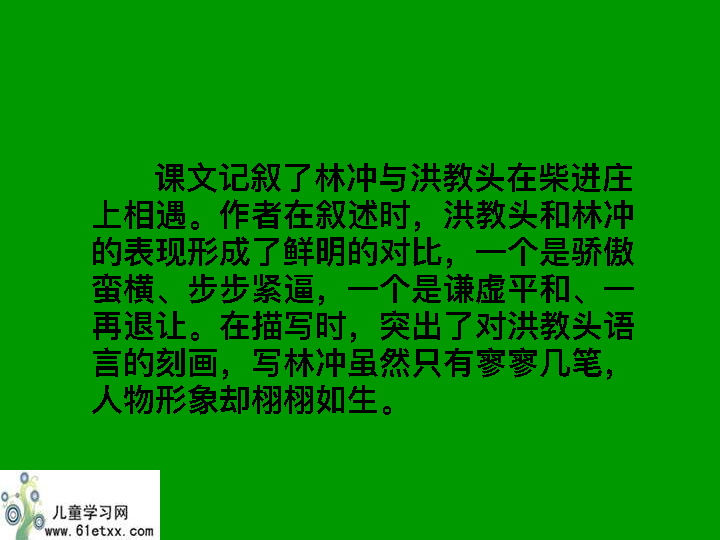 课文记叙了林冲与洪教头在柴进庄
上相遇。作者在叙述时，洪教头和林冲
的表现形成了鲜明的对比，一个是骄傲
蛮横、步步紧逼，一个是谦虚平和、一
再退让。在描写时，突出了对洪教头语
言的刻画，写林冲虽然只有寥寥几笔，
人物形象却栩栩如生。
儿童学习网
www.61etxx.com